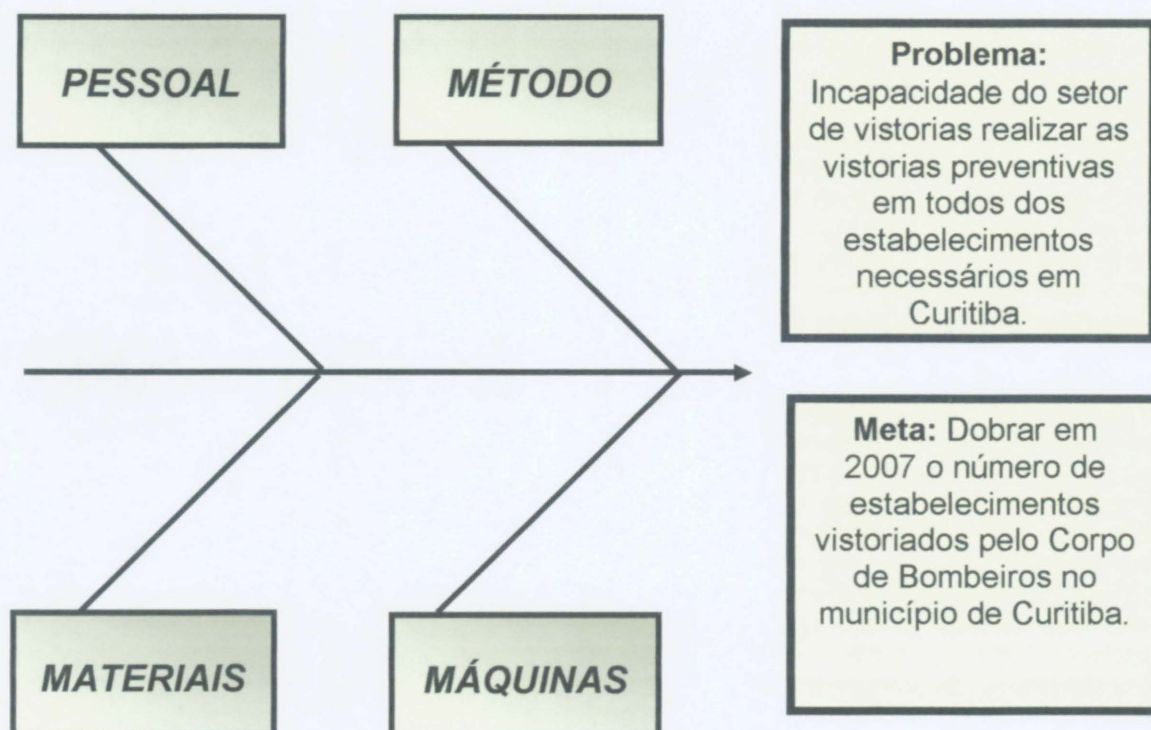 PESSOAL
MÉTODO
Problema:
Incapacidade do setor
de vistorias realizar as
vistorias preventivas
em todos dos
estabelecimentos
necessários em
Curitiba.
Meta: Dobrar em
2007 o número de
estabelecimentos
vistoriados pelo Corpo
de Bombeiros no
município de Curitiba.
MATERIAIS
MÁQUINAS